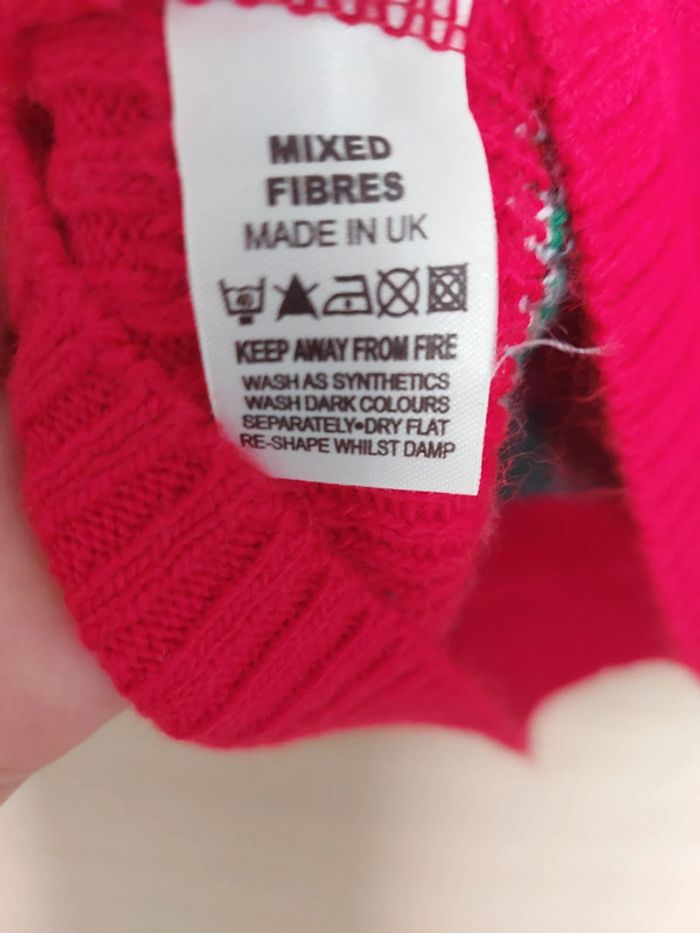 MIXED
FIBRES
MADE IN UK
40
KEEP AWAY FROM FIRE
WASH AS SYNTHETICS
WASH DARK COLOURS
SEPARATELY•DRY FLAT
RE-SHAPE WHILST DAMP